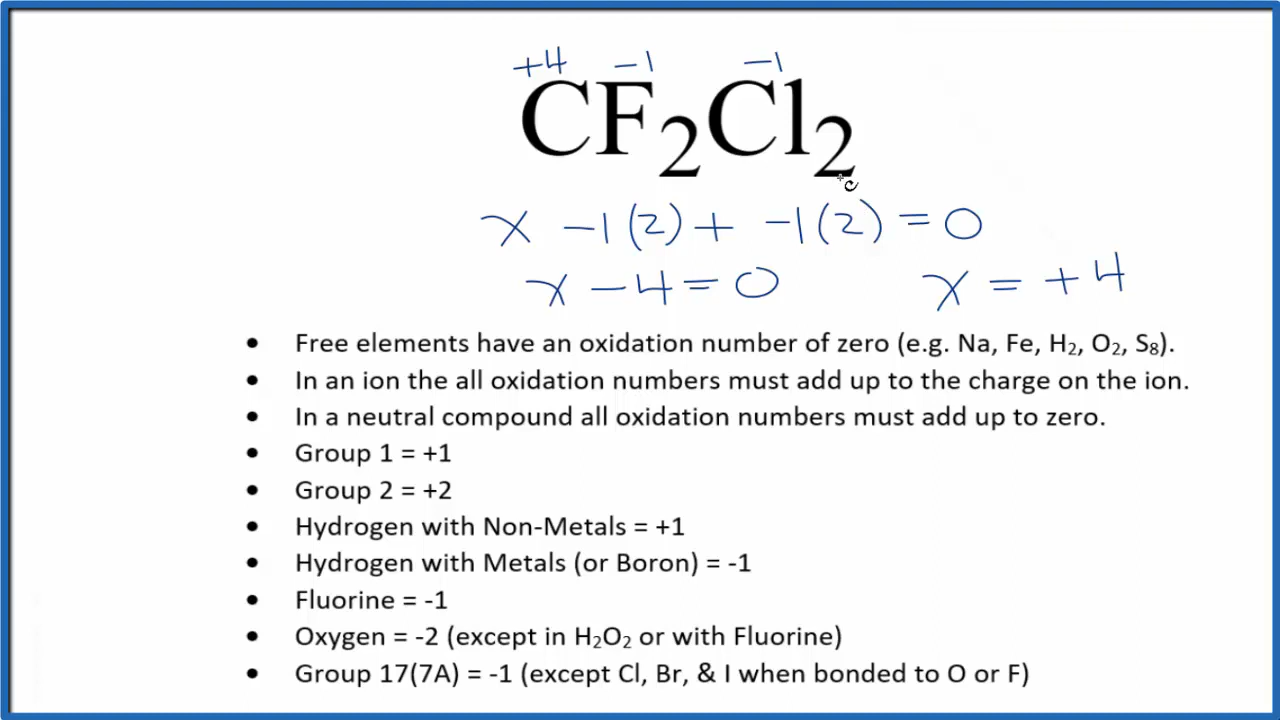 +4 -1 -1
CF₂Cl₂
x -1(2) + -1(2) = 0
x - 4 = 0 x = +4
• Free elements have an oxidation number of zero (e.g. Na, Fe, H₂, O₂, S₈).
• In an ion the all oxidation numbers must add up to the charge on the ion.
• In a neutral compound all oxidation numbers must add up to zero.
• Group 1 = +1
• Group 2 = +2
• Hydrogen with Non-Metals = +1
• Hydrogen with Metals (or Boron) = -1
• Fluorine = -1
• Oxygen = -2 (except in H₂O₂ or with Fluorine)
• Group 17(7A) = -1 (except Cl, Br, & I when bonded to O or F)